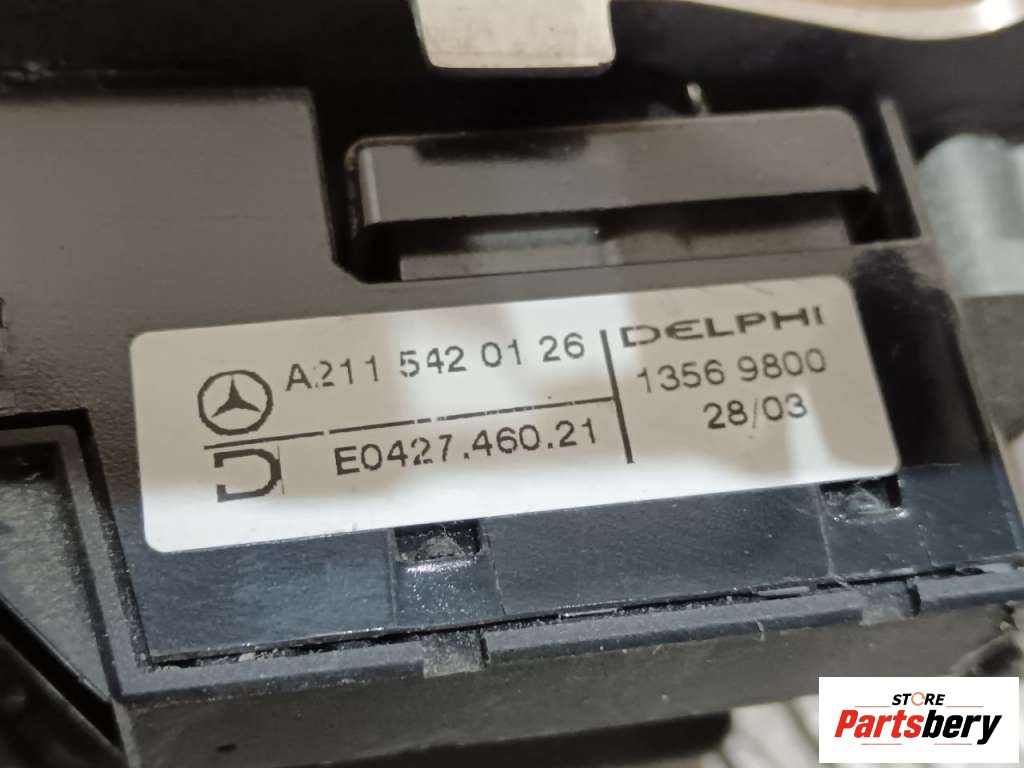 A211 542 01 26
E0427.460.21
DELPHI
1356 9800
28/03
STORE
Partsbery